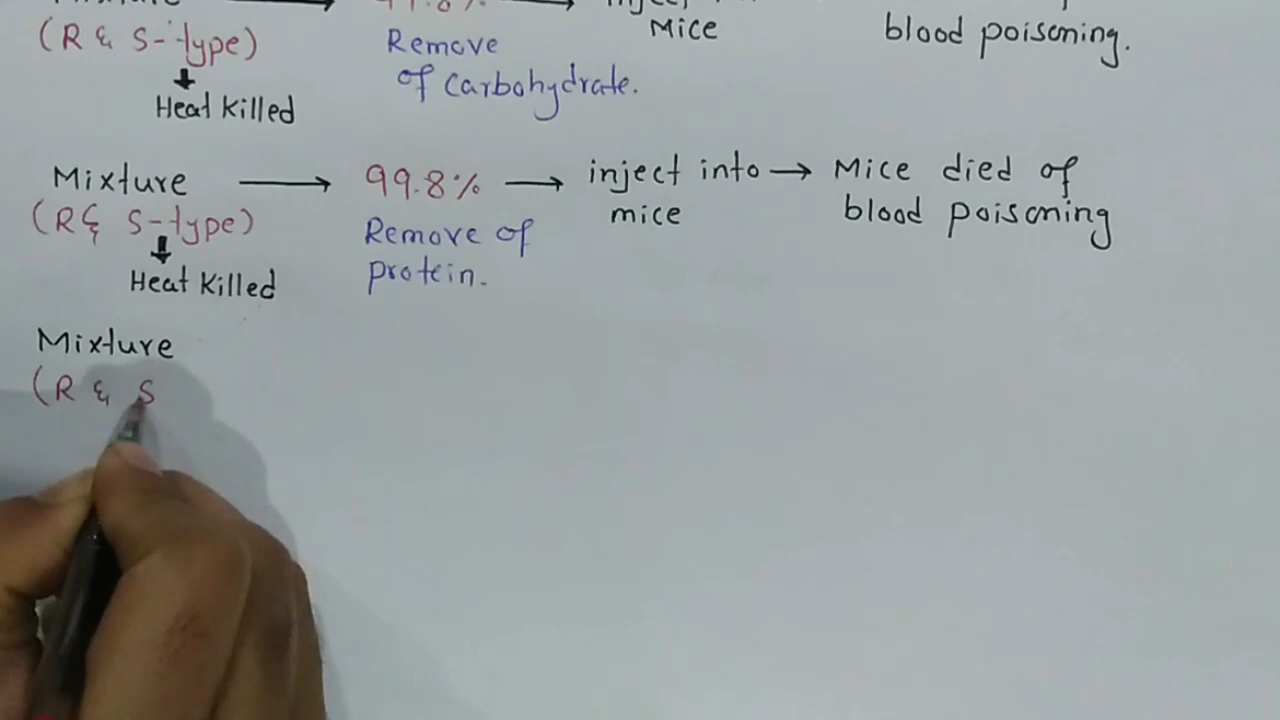 (R & S-type)
Mice
blood poisoning.
Remove
of Carbohydrate.
Heat Killed
Mixture → 99.8% → inject into → Mice died of
(R & S-type)
mice
blood poisoning
Remove of
protein.
Heat Killed
Mixture
(R & S